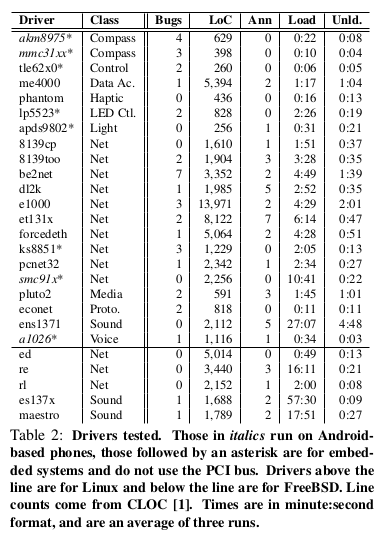 Driver Class Bugs LoC Ann Load Unld.
akm8975* Compass 4 629 0 0:22 0:08
mmc31xx* Compass 3 398 0 0:10 0:04
tle62x0* Control 2 260 0 0:06 0:05
me4000 Data Ac. 1 5,394 2 1:17 1:04
phantom Haptic 0 436 0 0:16 0:13
lp5523* LED Ctl. 2 828 0 2:26 0:19
apds9802* Light 0 256 1 0:31 0:21
8139cp Net 0 1,610 1 1:51 0:37
8139too Net 2 1,904 3 3:28 0:35
be2net Net 7 3,352 2 4:49 1:39
dl2k Net 1 1,985 5 2:52 0:35
e1000 Net 3 13,971 2 4:29 2:01
et131x Net 2 8,122 7 6:14 0:47
forcedeth Net 1 5,064 2 4:28 0:51
ks8851* Net 3 1,229 0 2:05 0:13
pcnet32 Net 1 2,342 1 2:34 0:27
smc91x* Net 0 2,256 0 10:41 0:22
pluto2 Media 2 591 3 1:45 1:01
econet Proto. 2 818 0 0:11 0:11
ens1371 Sound 0 2,112 5 27:07 4:48
a1026* Voice 1 1,116 1 0:34 0:03
ed Net 0 5,014 0 0:49 0:13
re Net 0 3,440 3 16:11 0:21
rl Net 0 2,152 1 2:00 0:08
es137x Sound 1 1,688 2 57:30 0:09
maestro Sound 1 1,789 2 17:51 0:27
Table 2: Drivers tested. Those in italics run on Android-
based phones, those followed by an asterisk are for embed-
ded systems and do not use the PCI bus. Drivers above the
line are for Linux and below the line are for FreeBSD. Line
counts come from CLOC [1]. Times are in minute:second
format, and are an average of three runs.